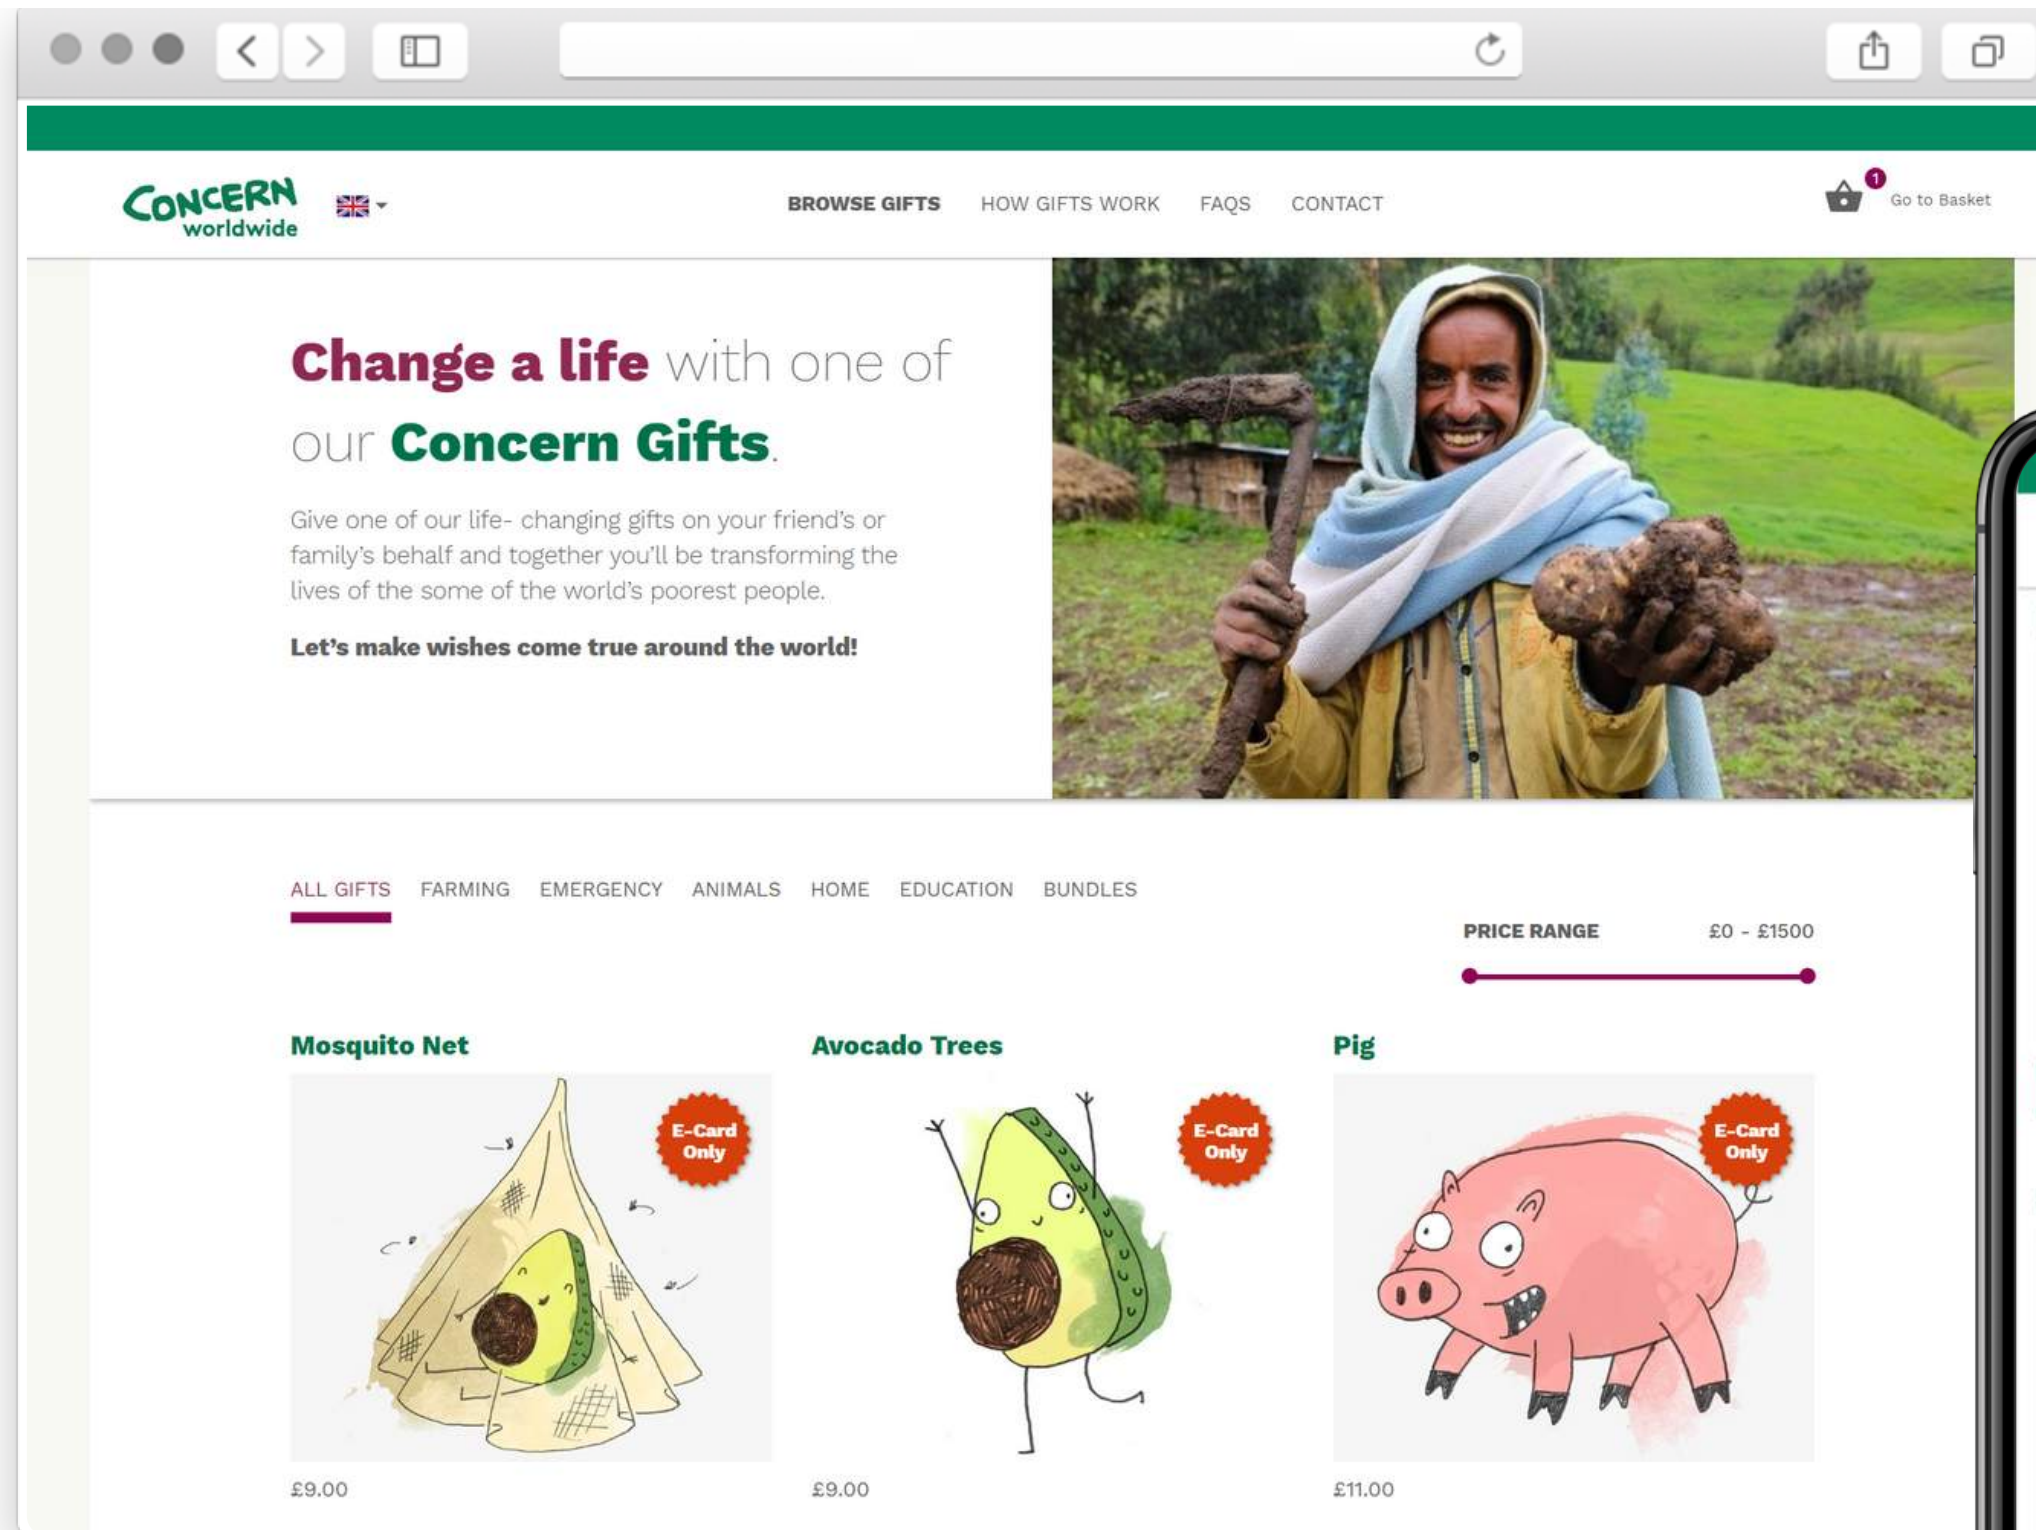 CONCERN
worldwide
BROWSE GIFTS HOW GIFTS WORK FAQS CONTACT
1
Go to Basket
Change a life with one of
our Concern Gifts.
Give one of our life- changing gifts on your friend's or
family's behalf and together you'll be transforming the
lives of the some of the world's poorest people.
Let's make wishes come true around the world!
ALL GIFTS FARMING EMERGENCY ANIMALS HOME EDUCATION BUNDLES
PRICE RANGE £0 - £1500
Mosquito Net
E-Card
Only
£9.00
Avocado Trees
E-Card
Only
£9.00
Pig
E-Card
Only
£11.00